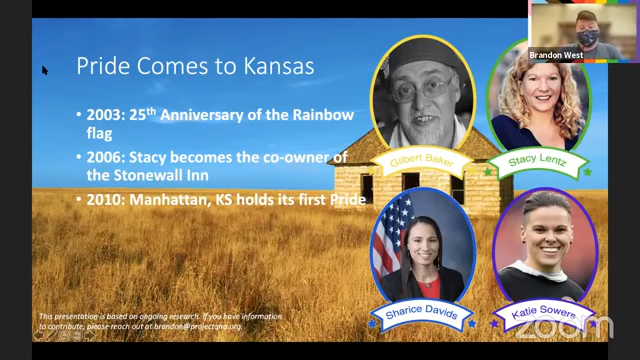 Brandon West
Pride Comes to Kansas
• 2003: 25th Anniversary of the Rainbow
flag
• 2006: Stacy becomes the co-owner of
the Stonewall Inn
• 2010: Manhattan, KS holds its first Pride
Gilbert Baker
Stacy Lentz
Sharice Davids
Katie Sowers
This presentation is based on ongoing research. If you have information
to contribute, please reach out at brandon@projectqna.org.
zoom